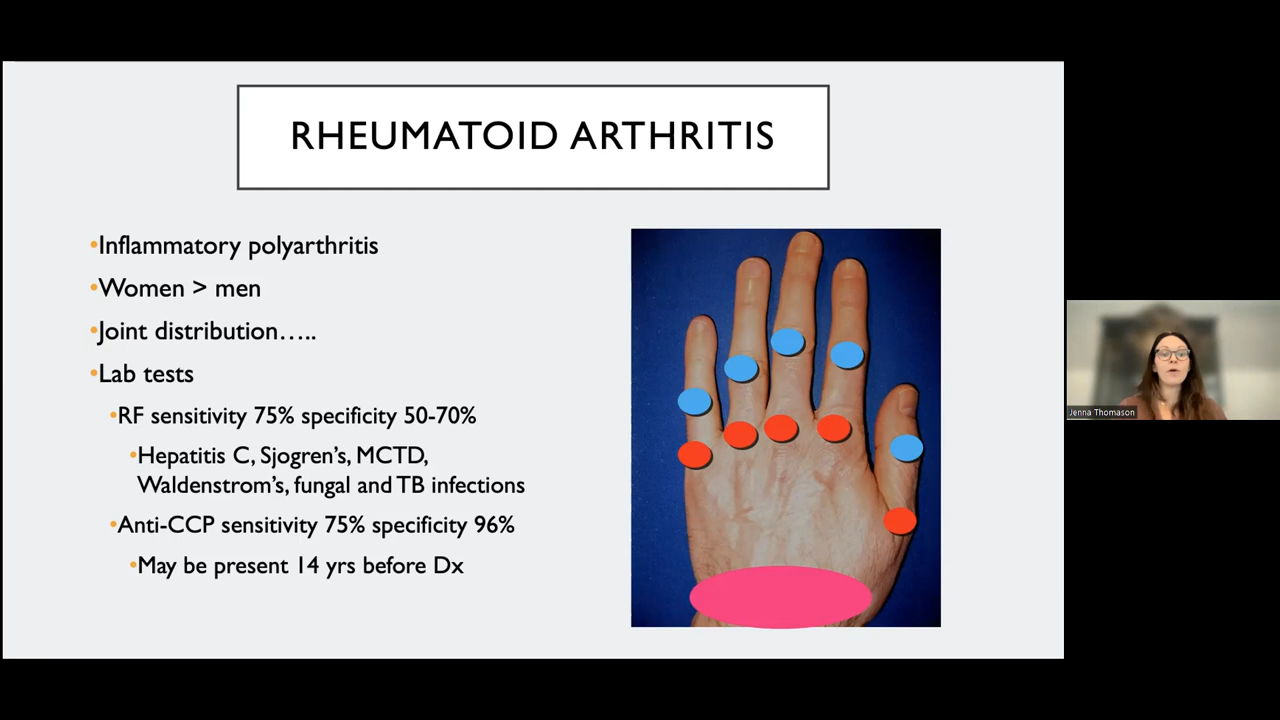 RHEUMATOID ARTHRITIS
•Inflammatory polyarthritis
•Women > men
•Joint distribution…..
•Lab tests
•RF sensitivity 75% specificity 50-70%
•Hepatitis C, Sjogren’s, MCTD,
Waldenstrom’s, fungal and TB infections
•Anti-CCP sensitivity 75% specificity 96%
•May be present 14 yrs before Dx
Jenna Thomason